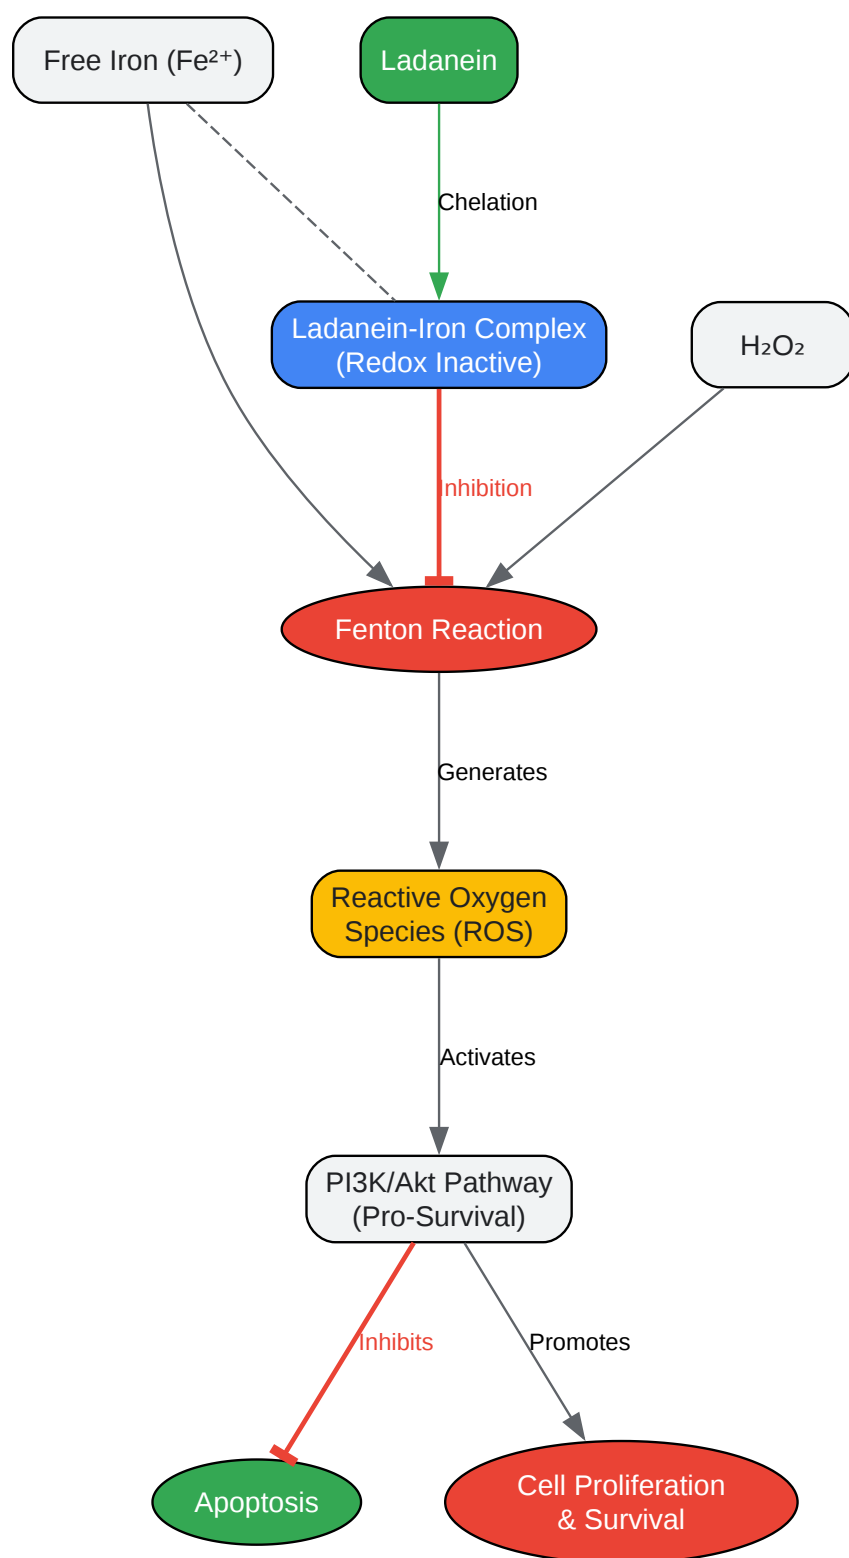 Free Iron (Fe²⁺)
Ladanein
Chelation
Ladanein-Iron Complex
(Redox Inactive)
H₂O₂
Inhibition
Fenton Reaction
Generates
Reactive Oxygen
Species (ROS)
Activates
PI3K/Akt Pathway
(Pro-Survival)
Inhibits
Promotes
Apoptosis
Cell Proliferation
& Survival